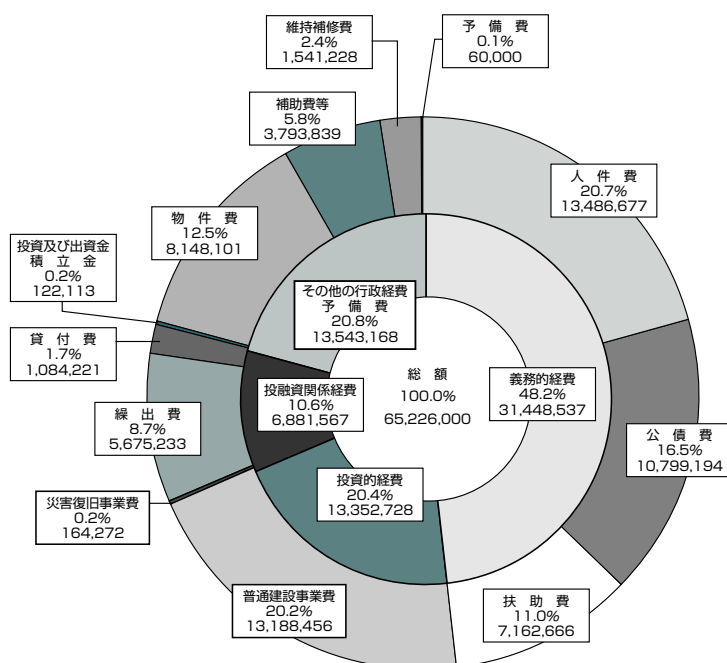 維持補修費
2.4%
1,541,228
予備費
0.1%
60,000
補助費等
5.8%
3,793,839
人件費
20.7%
13,486,677
物件費
12.5%
8,148,101
投資及び出資金
積立金
0.2%
122,113
その他の行政経費
予備費
20.8%
13,543,168
貸付費
1.7%
1,084,221
投融資関係経費
10.6%
6,881,567
総額
100.0%
65,226,000
義務的経費
48.2%
31,448,537
繰出費
8.7%
5,675,233
公債費
16.5%
10,799,194
投資的経費
20.4%
13,352,728
災害復旧事業費
0.2%
164,272
普通建設事業費
20.2%
13,188,456
扶助費
11.0%
7,162,666